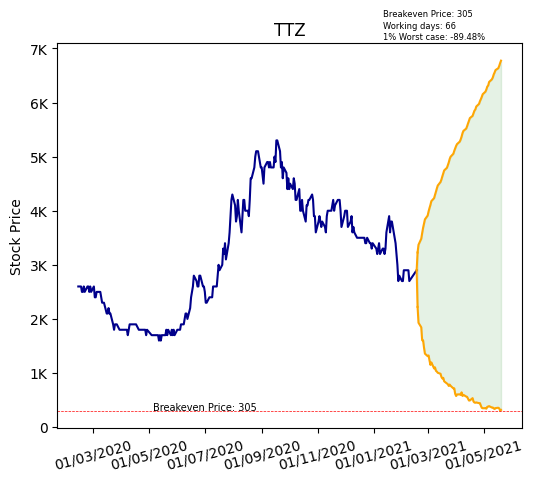 Breakeven Price: 305
Working days: 66
1% Worst case: -89.48%
TTZ
Stock Price
7K
6K
5K
4K
3K
2K
1K
0
Breakeven Price: 305
01/03/2020 01/05/2020 01/07/2020 01/09/2020 01/11/2020 01/01/2021 01/03/2021 01/05/2021